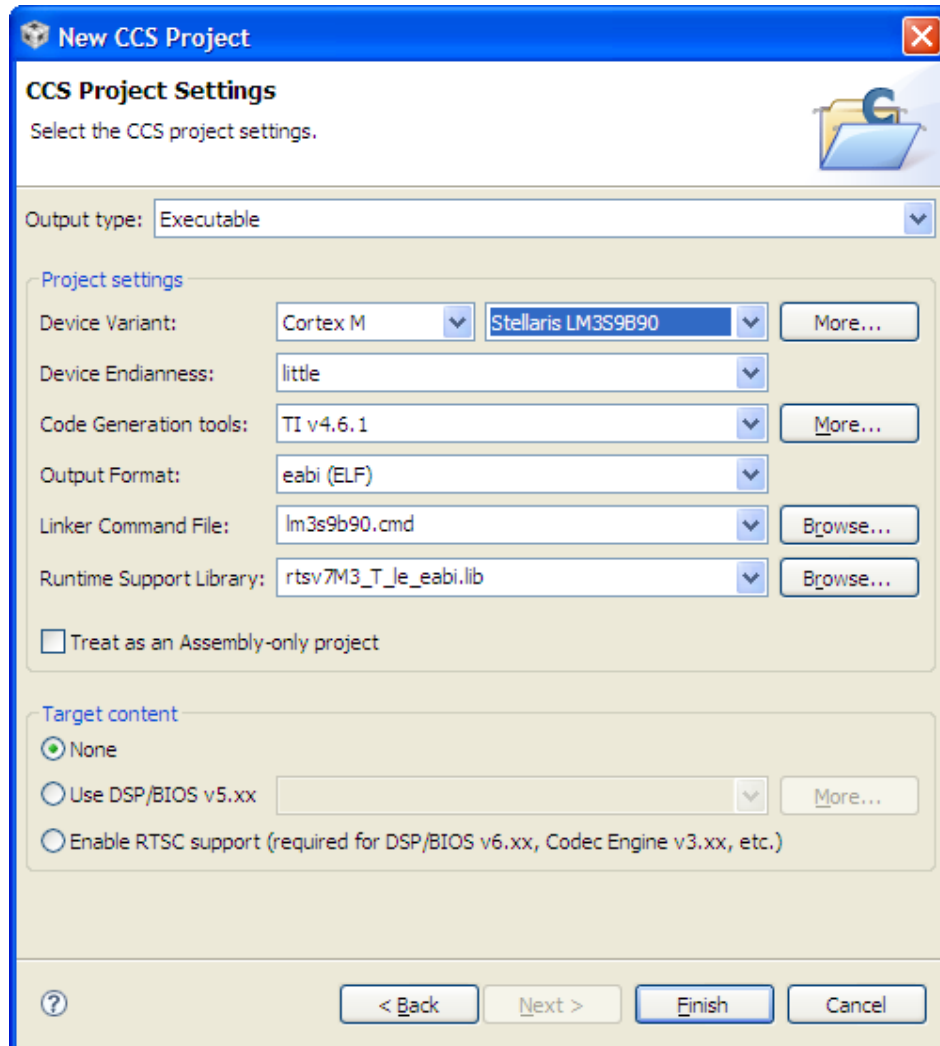 New CCS Project
CCS Project Settings
Select the CCS project settings.
Output type: Executable
Project settings
Device Variant: Cortex M Stellaris LM3S9B90 More...
Device Endianness: little
Code Generation tools: TI v4.6.1 More...
Output Format: eabi (ELF)
Linker Command File: lm3s9b90.cmd Browse...
Runtime Support Library: rtsv7M3_T_le_eabi.lib Browse...
Treat as an Assembly-only project
Target content
None
Use DSP/BIOS v5.xx More...
Enable RTSC support (required for DSP/BIOS v6.xx, Codec Engine v3.xx, etc.)
? < Back Next > Finish Cancel